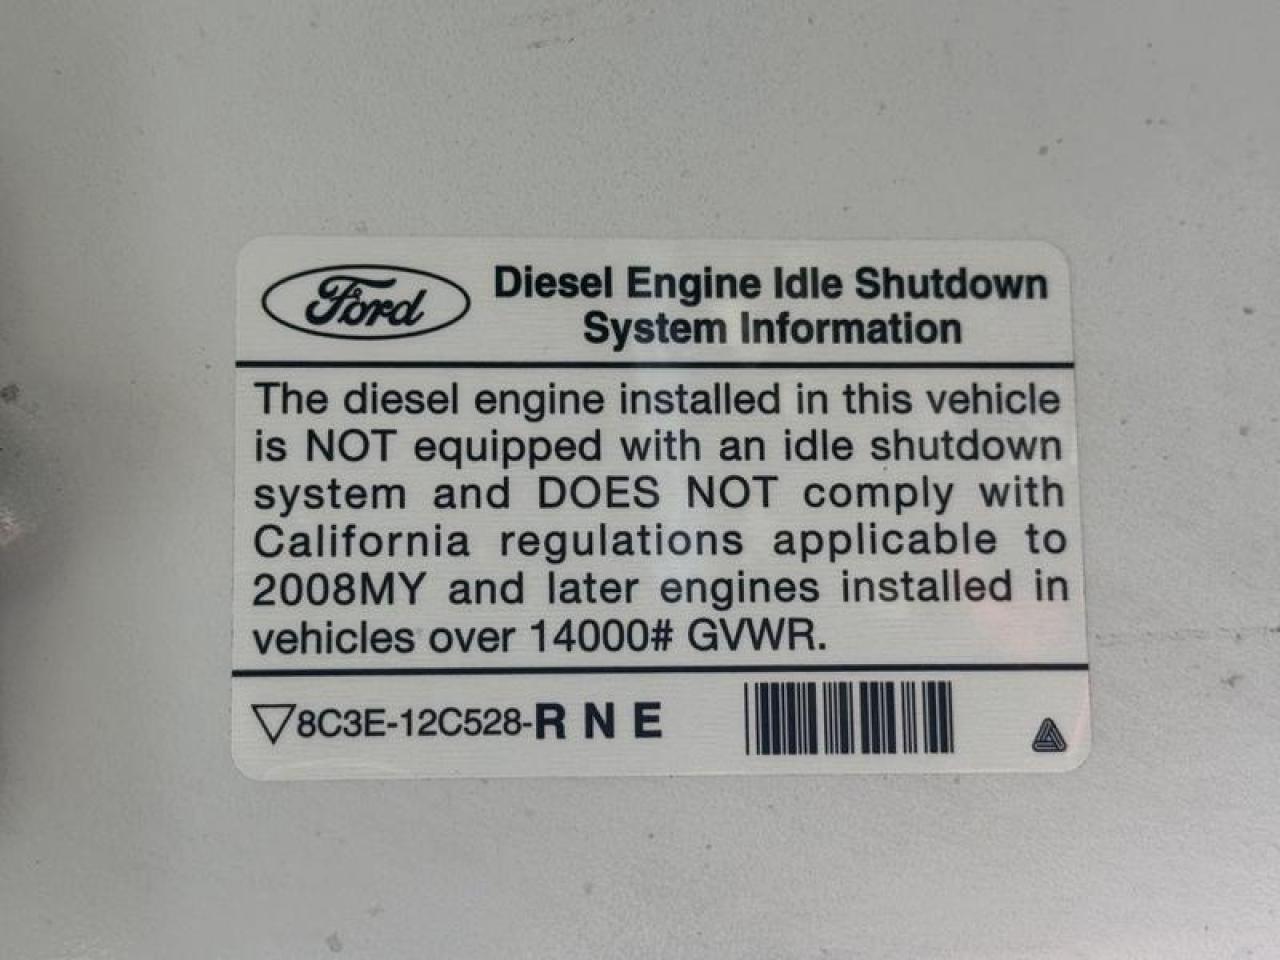 Ford
Diesel Engine Idle Shutdown
System Information
The diesel engine installed in this vehicle
is NOT equipped with an idle shutdown
system and DOES NOT comply with
California regulations applicable to
2008MY and later engines installed in
vehicles over 14000# GVWR.
8C3E-12C528-R N E